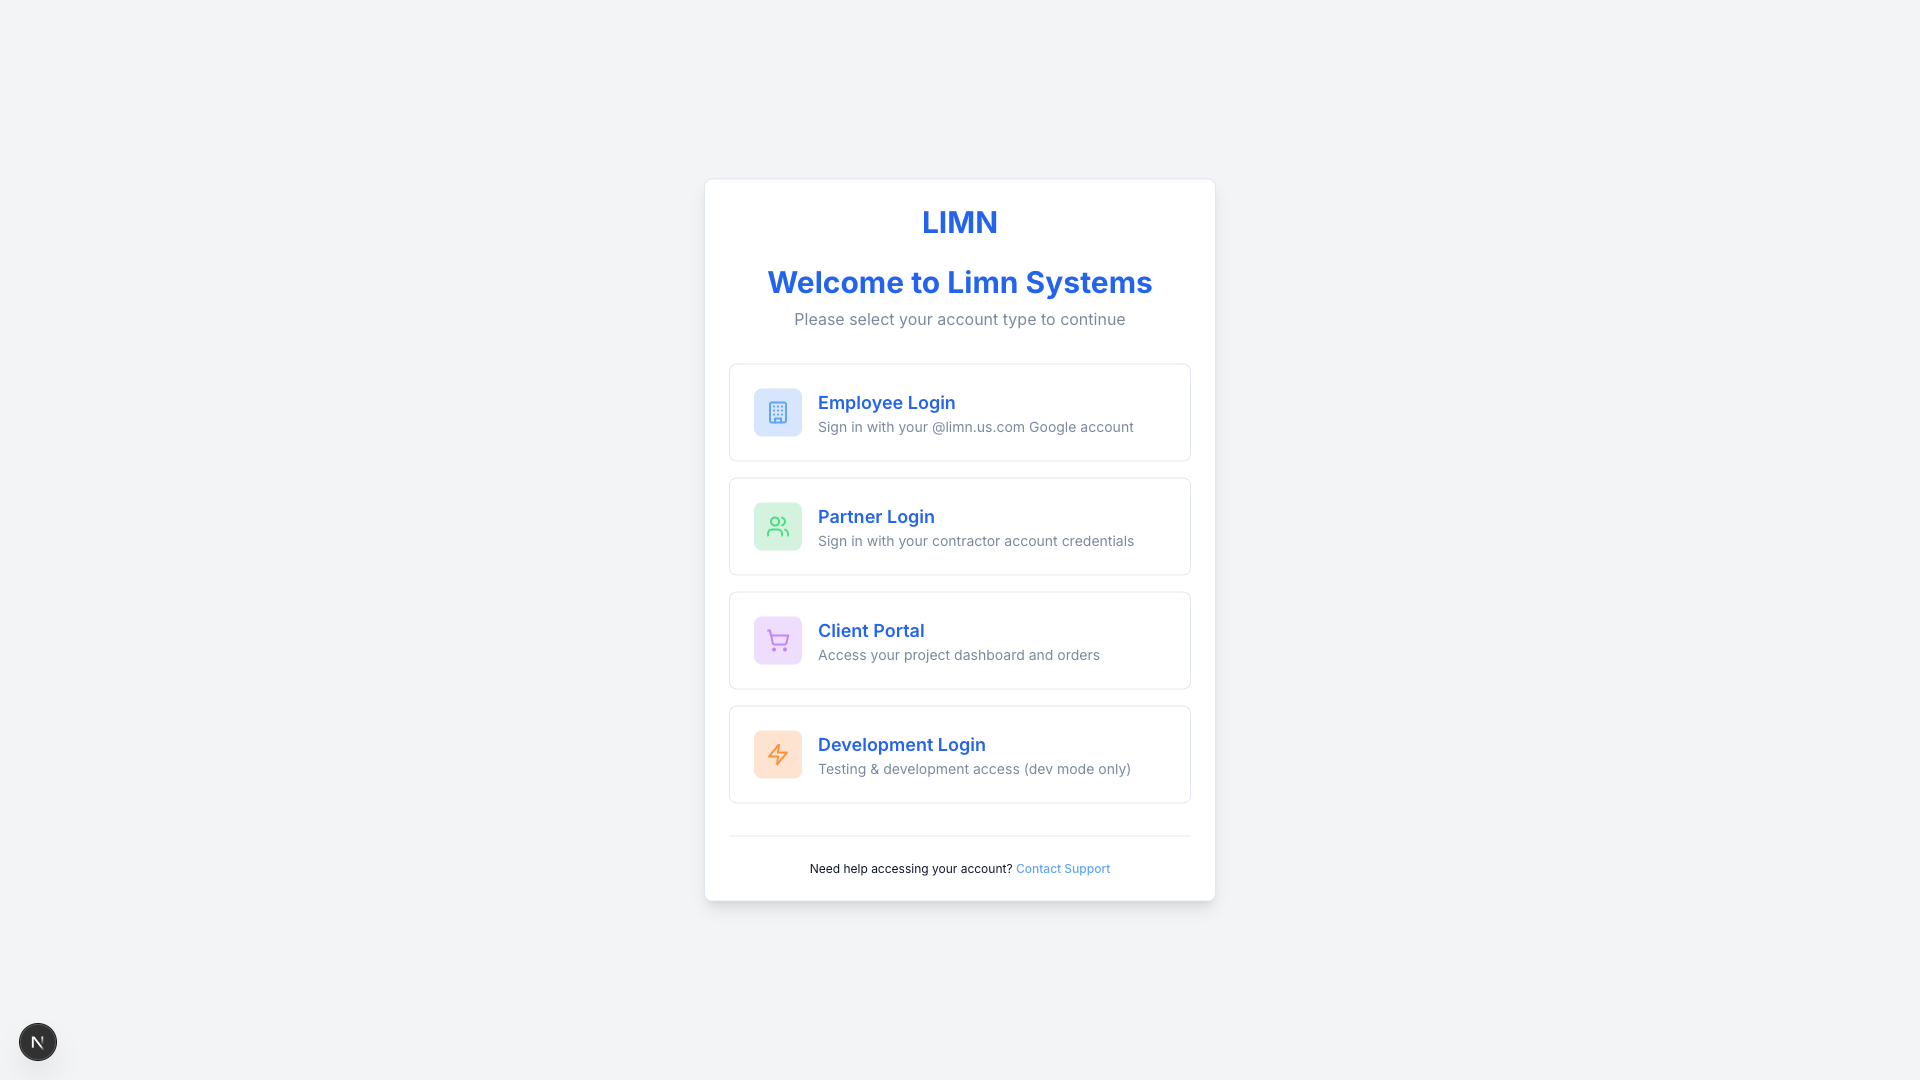 LIMN
Welcome to Limn Systems
Please select your account type to continue
Employee Login
Sign in with your @limn.us.com Google account
Partner Login
Sign in with your contractor account credentials
Client Portal
Access your project dashboard and orders
Development Login
Testing & development access (dev mode only)
Need help accessing your account? Contact Support
N